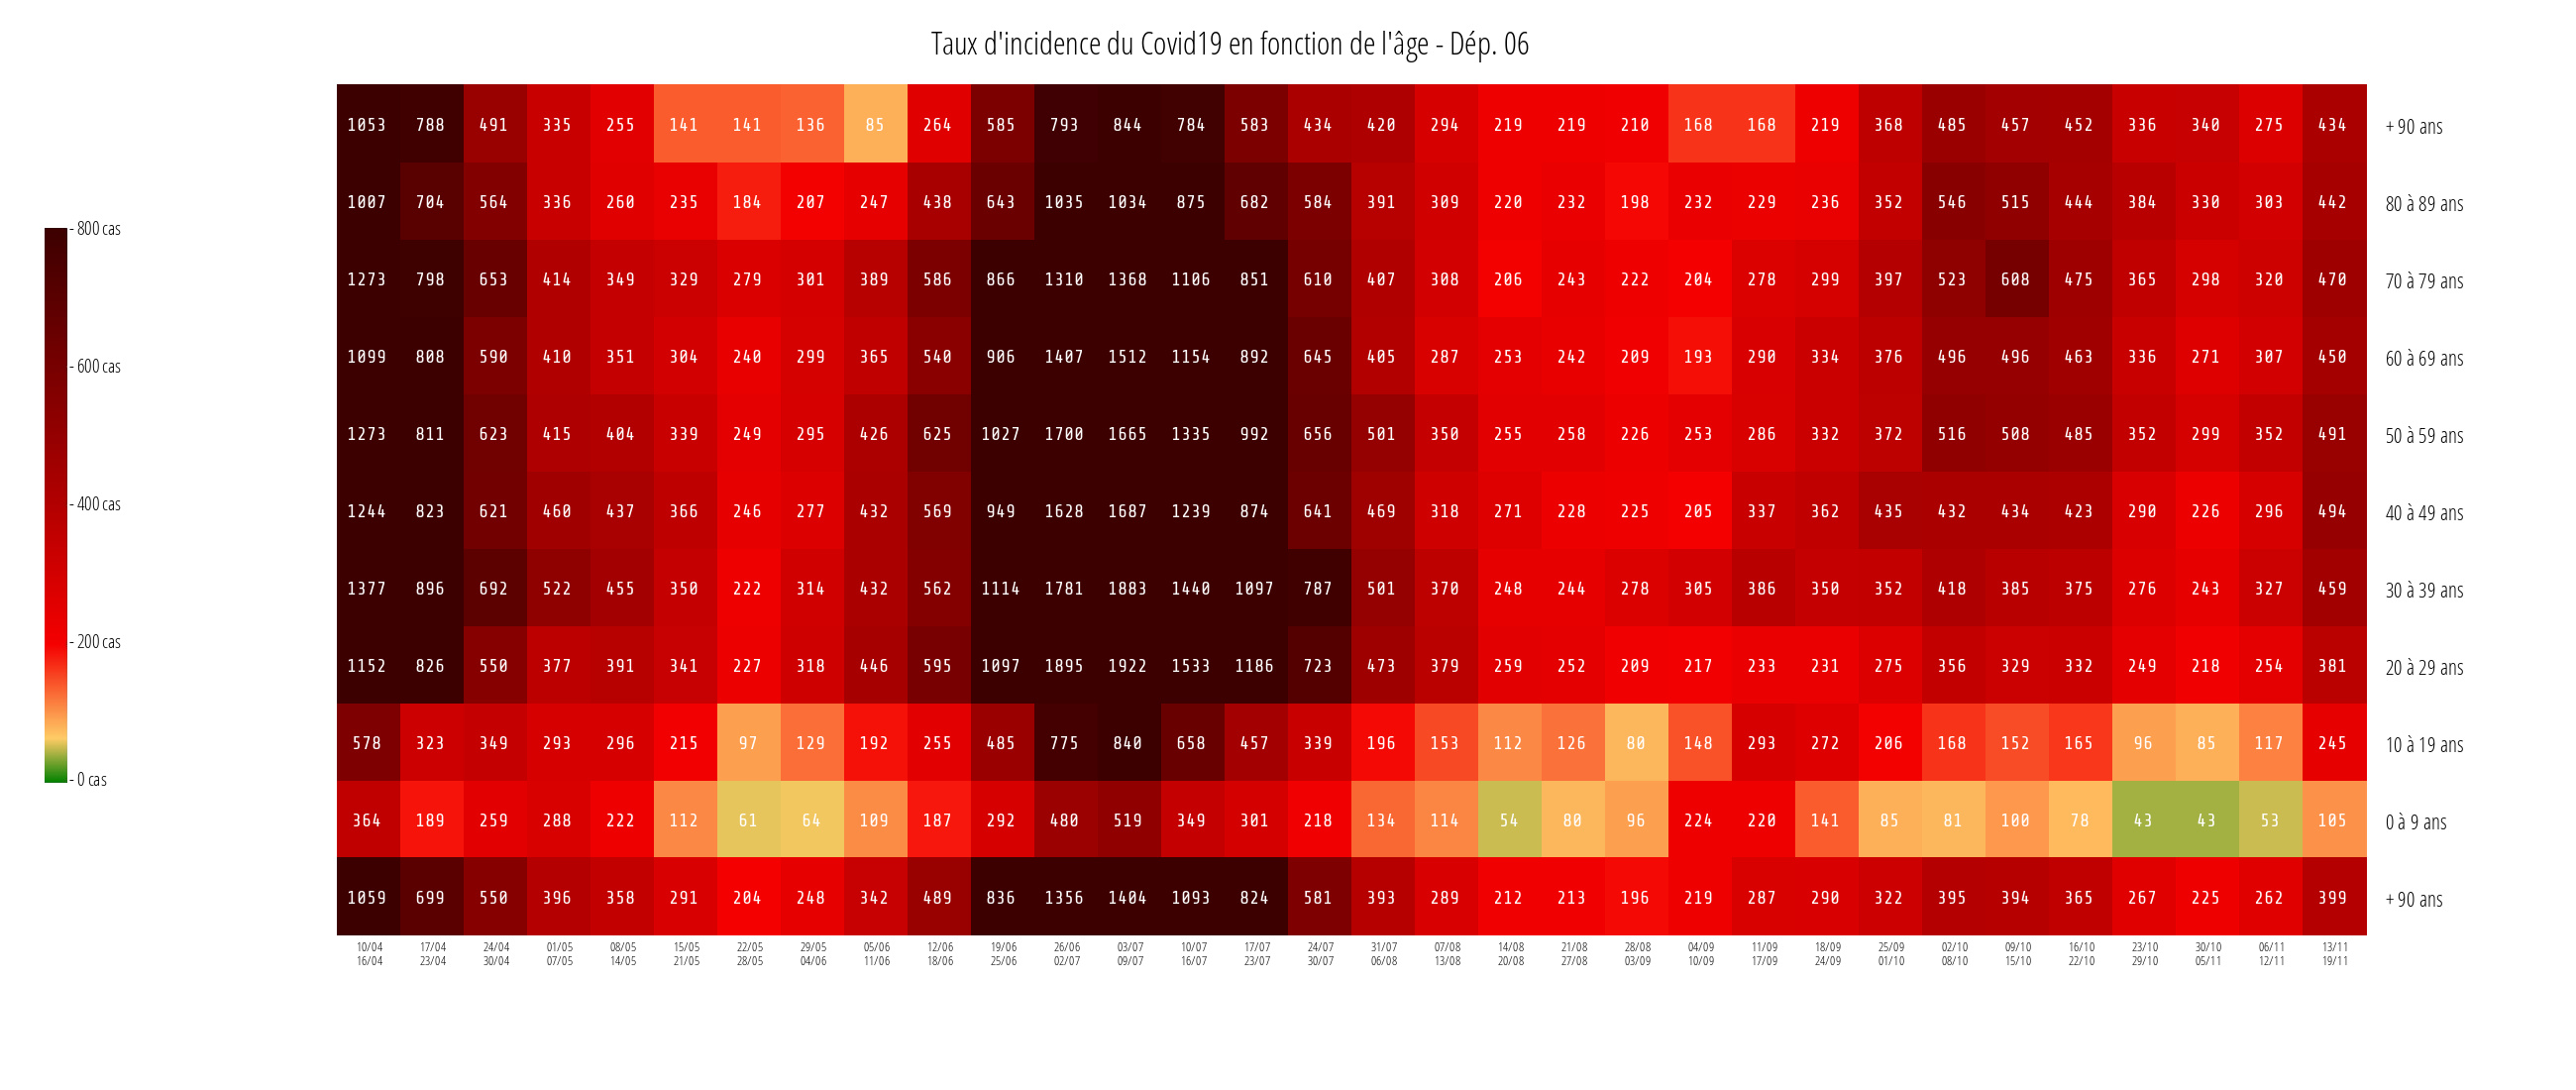 Taux d'incidence du Covid19 en fonction de l'âge - Dép. 06
- 800 cas
- 600 cas
- 400 cas
- 200 cas
- 0 cas
1053 788 491 335 255 141 141 136 85 264 585 793 844 784 583 434 420 294 219 219 210 168 168 219 368 485 457 452 336 340 275 434 + 90 ans
1007 704 564 336 260 235 184 207 247 438 643 1035 1034 875 682 584 391 309 220 232 198 232 229 236 352 546 515 444 384 330 303 442 80 à 89 ans
1273 798 653 414 349 329 279 301 389 586 866 1310 1368 1106 851 610 407 308 206 243 222 204 278 299 397 523 608 475 365 298 320 470 70 à 79 ans
1099 808 590 410 351 304 240 299 365 540 906 1407 1512 1154 892 645 405 287 253 242 209 193 290 334 376 496 496 463 336 271 307 450 60 à 69 ans
1273 811 623 415 404 339 249 295 426 625 1027 1700 1665 1335 992 656 501 350 255 258 226 253 286 332 372 516 508 485 352 299 352 491 50 à 59 ans
1244 823 621 460 437 366 246 277 432 569 949 1628 1687 1239 874 641 469 318 271 228 225 205 337 362 435 432 434 423 290 226 296 494 40 à 49 ans
1377 896 692 522 455 350 222 314 432 562 1114 1781 1883 1440 1097 787 501 370 248 244 278 305 386 350 352 418 385 375 276 243 327 459 30 à 39 ans
1152 826 550 377 391 341 227 318 446 595 1097 1895 1922 1533 1186 723 473 379 259 252 209 217 233 231 275 356 329 332 249 218 254 381 20 à 29 ans
578 323 349 293 296 215 97 129 192 255 485 775 840 658 457 339 196 153 112 126 80 148 293 272 206 168 152 165 96 85 117 245 10 à 19 ans
364 189 259 288 222 112 61 64 109 187 292 480 519 349 301 218 134 114 54 80 96 224 220 141 85 81 100 78 43 43 53 105 0 à 9 ans
1059 699 550 396 358 291 204 248 342 489 836 1356 1404 1093 824 581 393 289 212 213 196 219 287 290 322 395 394 365 267 225 262 399 + 90 ans
10/04 17/04 24/04 01/05 08/05 15/05 22/05 29/05 05/06 12/06 19/06 26/06 03/07 10/07 17/07 24/07 31/07 07/08 14/08 21/08 28/08 04/09 11/09 18/09 25/09 02/10 09/10 16/10 23/10 30/10 06/11 13/11
16/04 23/04 30/04 07/05 14/05 21/05 28/05 04/06 11/06 18/06 25/06 02/07 09/07 16/07 23/07 30/07 06/08 13/08 20/08 27/08 03/09 10/09 17/09 24/09 01/10 08/10 15/10 22/10 29/10 05/11 12/11 19/11